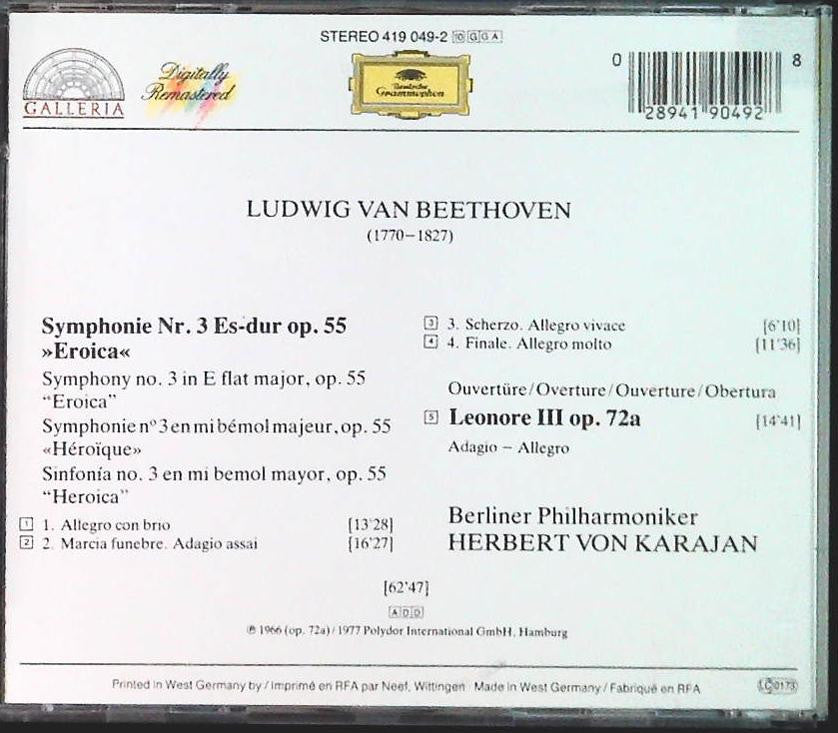 STEREO 419 049-2 10 G G A
GALLERIA
Digitally
Remastered
Deutsche
Grammophon
0 28941 90492 8
LUDWIG VAN BEETHOVEN
(1770–1827)
Symphonie Nr. 3 Es-dur op. 55
»Eroica«
Symphony no. 3 in E flat major, op. 55
“Eroica”
Symphonie nº 3 en mi bémol majeur, op. 55
«Héroïque»
Sinfonía no. 3 en mi bemol mayor, op. 55
“Heroica”
1 1. Allegro con brio [13'28]
2 2. Marcia funebre. Adagio assai [16'27]
3 3. Scherzo. Allegro vivace [6'10]
4 4. Finale. Allegro molto [11'36]
Ouvertüre/Overture/Ouverture/Obertura
5 Leonore III op. 72a [14'41]
Adagio – Allegro
Berliner Philharmoniker
HERBERT VON KARAJAN
[62'47]
ADD
℗ 1966 (op. 72a) / 1977 Polydor International GmbH, Hamburg
Printed in West Germany by / Imprimé en RFA par Neef, Wittingen · Made in West Germany / Fabriqué en RFA
LC 0173